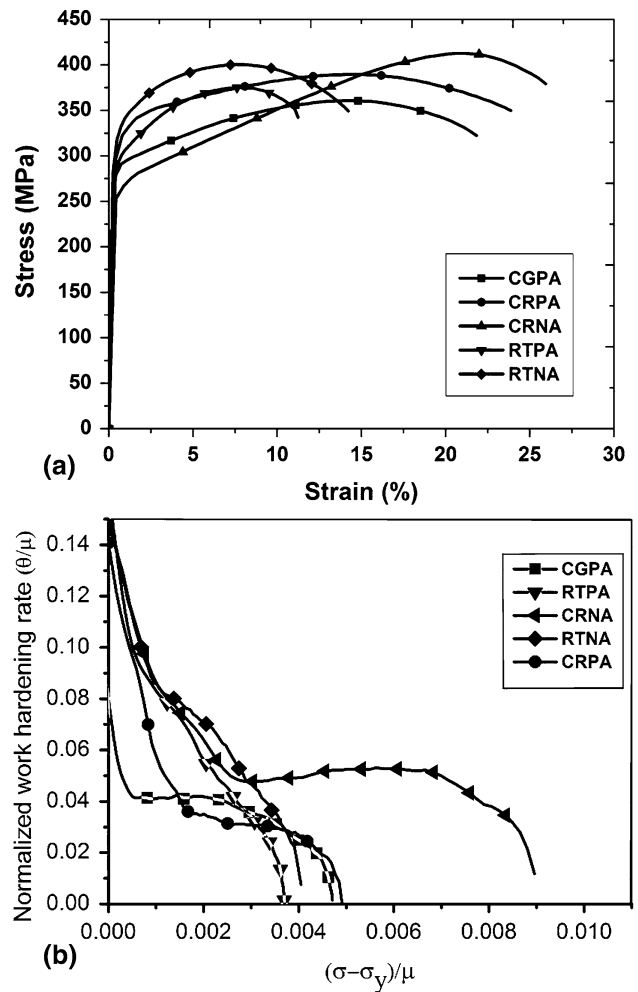 450
400
350
300
250
200
150
100
50
0
Stress (MPa)
CGPA
CRPA
CRNA
RTPA
RTNA
0 5 10 15 20 25 30
(a)
Strain (%)
0.14
0.12
0.10
0.08
0.06
0.04
0.02
0.00
Normalized work hardening rate (θ/μ)
CGPA
RTPA
CRNA
RTNA
CRPA
0.000 0.002 0.004 0.006 0.008 0.010
(b)
(σ−σy)/μ